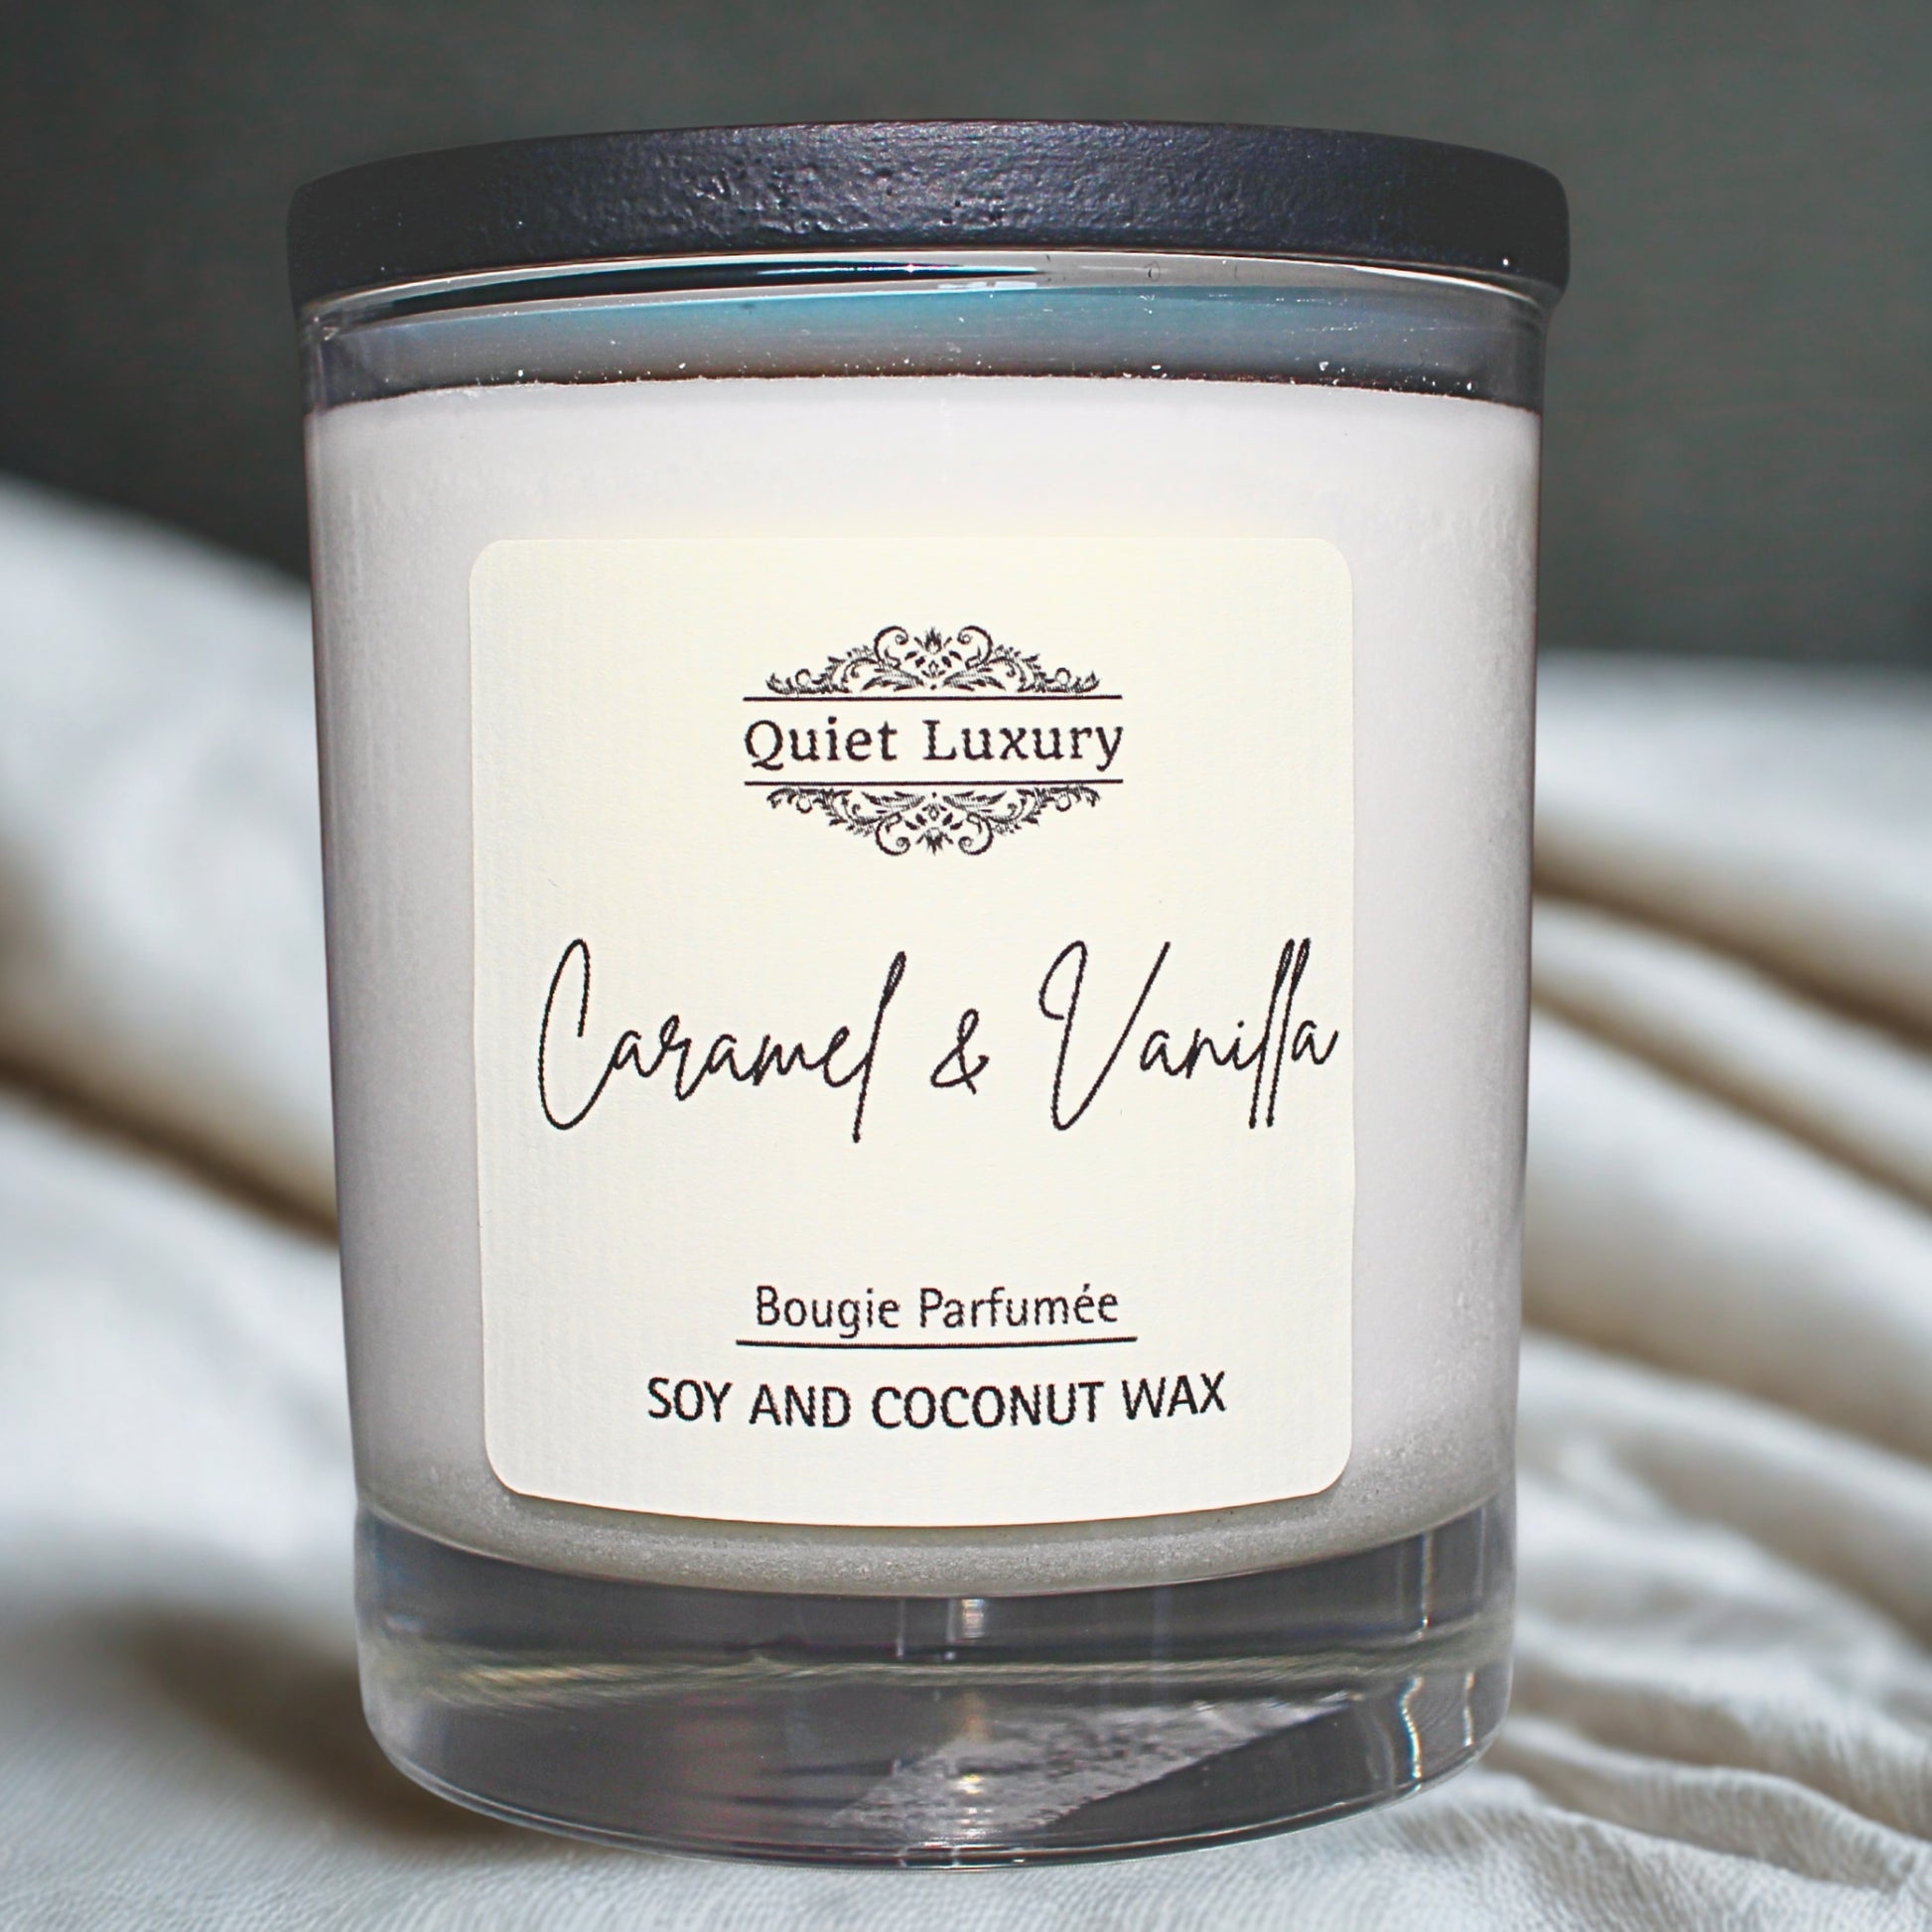 Quiet Luxury
Caramel & Vanilla
Bougie Parfumée
SOY AND COCONUT WAX